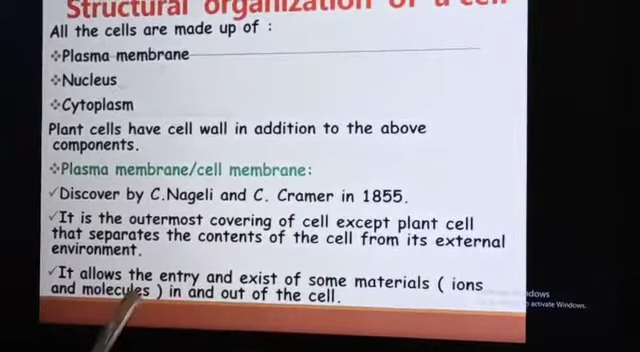 Structural organization of a cell
All the cells are made up of :
❖Plasma membrane
❖Nucleus
❖Cytoplasm
Plant cells have cell wall in addition to the above
components.
❖Plasma membrane/cell membrane:
✓Discover by C.Nageli and C. Cramer in 1855.
✓It is the outermost covering of cell except plant cell
that separates the contents of the cell from its external
environment.
✓It allows the entry and exist of some materials ( ions
and molecules ) in and out of the cell.
activate Windows.